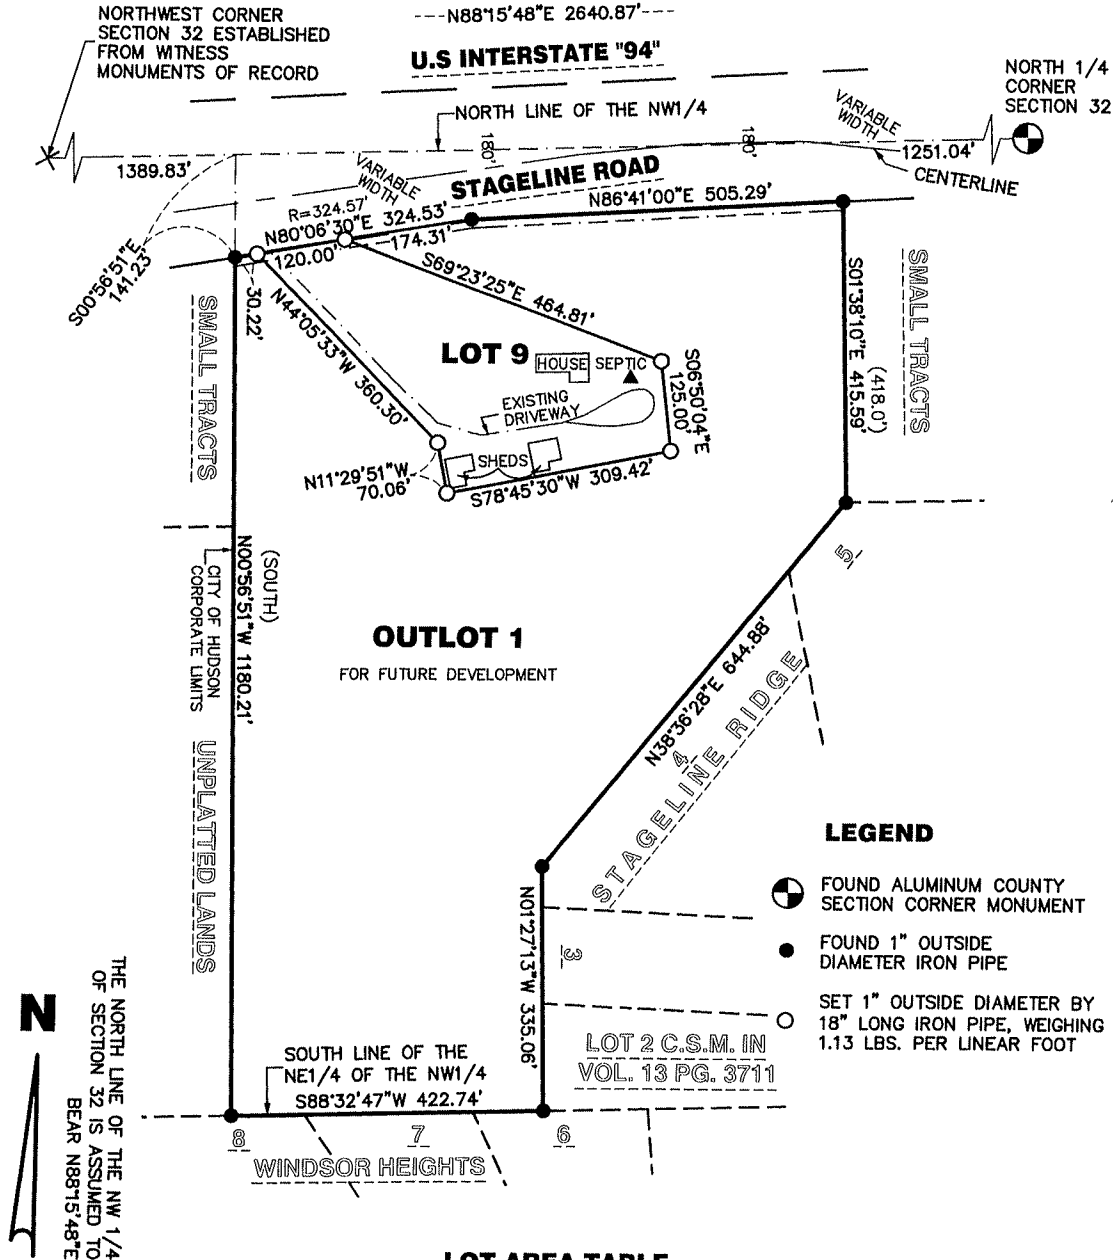 NORTHWEST CORNER
SECTION 32 ESTABLISHED
FROM WITNESS
MONUMENTS OF RECORD
---N88°15'48"E 2640.87'----
U.S INTERSTATE "94"
NORTH 1/4
CORNER
SECTION 32
NORTH LINE OF THE NW1/4
VARIABLE
WIDTH
180'
180'
1389.83'
1251.04'
CENTERLINE
VARIABLE
WIDTH
STAGELINE ROAD
R=324.57'
N80°06'30"E 324.53'
N86°41'00"E 505.29'
120.00'
174.31'
S00°56'51"E
141.23'
30.22'
S69°23'25"E 464.81'
N44°05'33"W 360.30'
SMALL TRACTS
SMALL TRACTS
S01°38'10"E 415.59'
(418.0')
LOT 9
HOUSE
SEPTIC
S06°50'04"E
125.00'
EXISTING
DRIVEWAY
SHEDS
N11°29'51"W
70.06'
S78°45'30"W 309.42'
5
(SOUTH)
N00°56'51"W 1180.21'
CITY OF HUDSON
CORPORATE LIMITS
OUTLOT 1
FOR FUTURE DEVELOPMENT
N38°36'28"E 644.88'
4
STAGELINE RIDGE
UNPLATTED LANDS
LEGEND
FOUND ALUMINUM COUNTY
SECTION CORNER MONUMENT
FOUND 1" OUTSIDE
DIAMETER IRON PIPE
SET 1" OUTSIDE DIAMETER BY
18" LONG IRON PIPE, WEIGHING
1.13 LBS. PER LINEAR FOOT
N01°27'13"W 335.06'
3
LOT 2 C.S.M. IN
VOL. 13 PG. 3711
SOUTH LINE OF THE
NE1/4 OF THE NW1/4
S88°32'47"W 422.74'
8
7
6
WINDSOR HEIGHTS
N
THE NORTH LINE OF THE NW 1/4
OF SECTION 32 IS ASSUMED TO
BEAR N88°15'48"E
LOT AREA TABLE